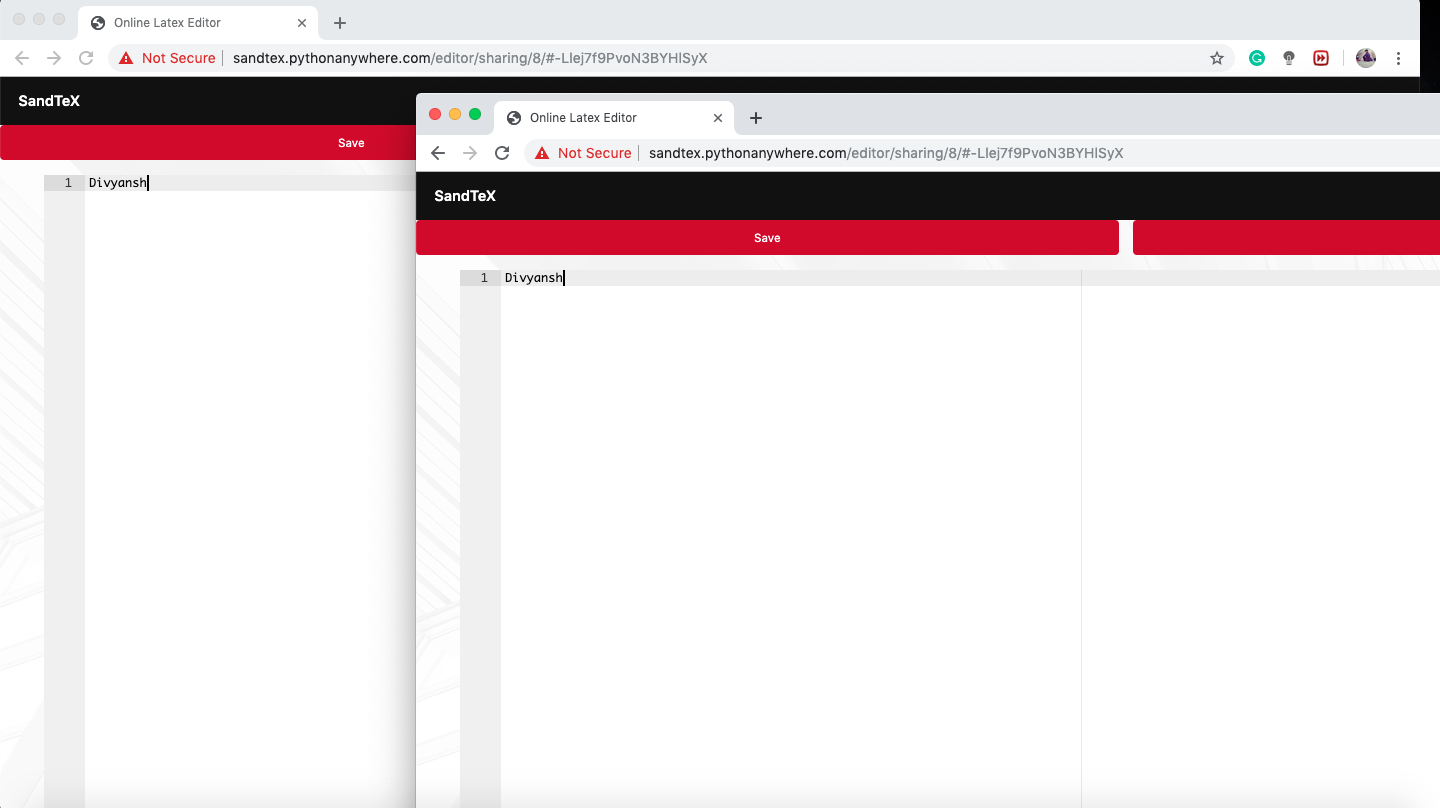 Online Latex Editor
Not Secure sandtex.pythonanywhere.com/editor/sharing/8/#-Llej7f9PvoN3BYHlSyX
SandTeX
Save
1 Divyansh
Online Latex Editor
Not Secure sandtex.pythonanywhere.com/editor/sharing/8/#-Llej7f9PvoN3BYHlSyX
SandTeX
Save
1 Divyansh